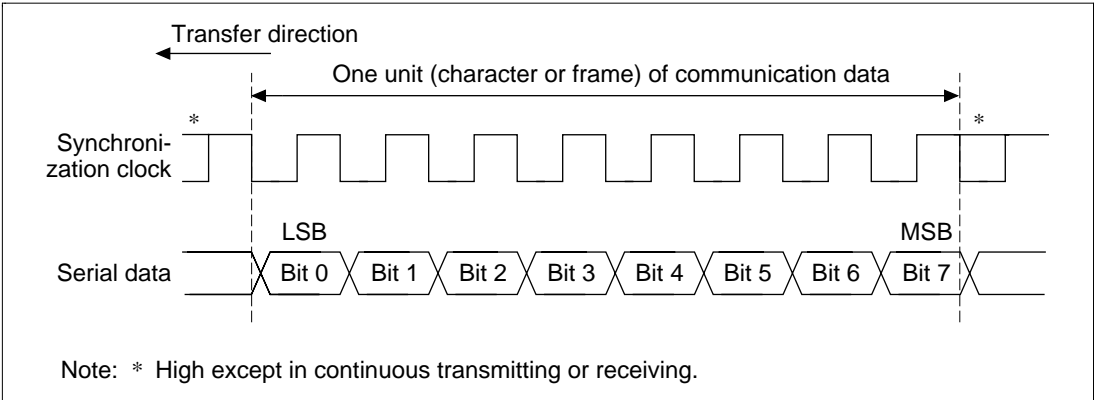 Transfer direction
One unit (character or frame) of communication data
*
*
Synchroni-
zation clock
LSB
MSB
Serial data
Bit 0
Bit 1
Bit 2
Bit 3
Bit 4
Bit 5
Bit 6
Bit 7
Note: * High except in continuous transmitting or receiving.